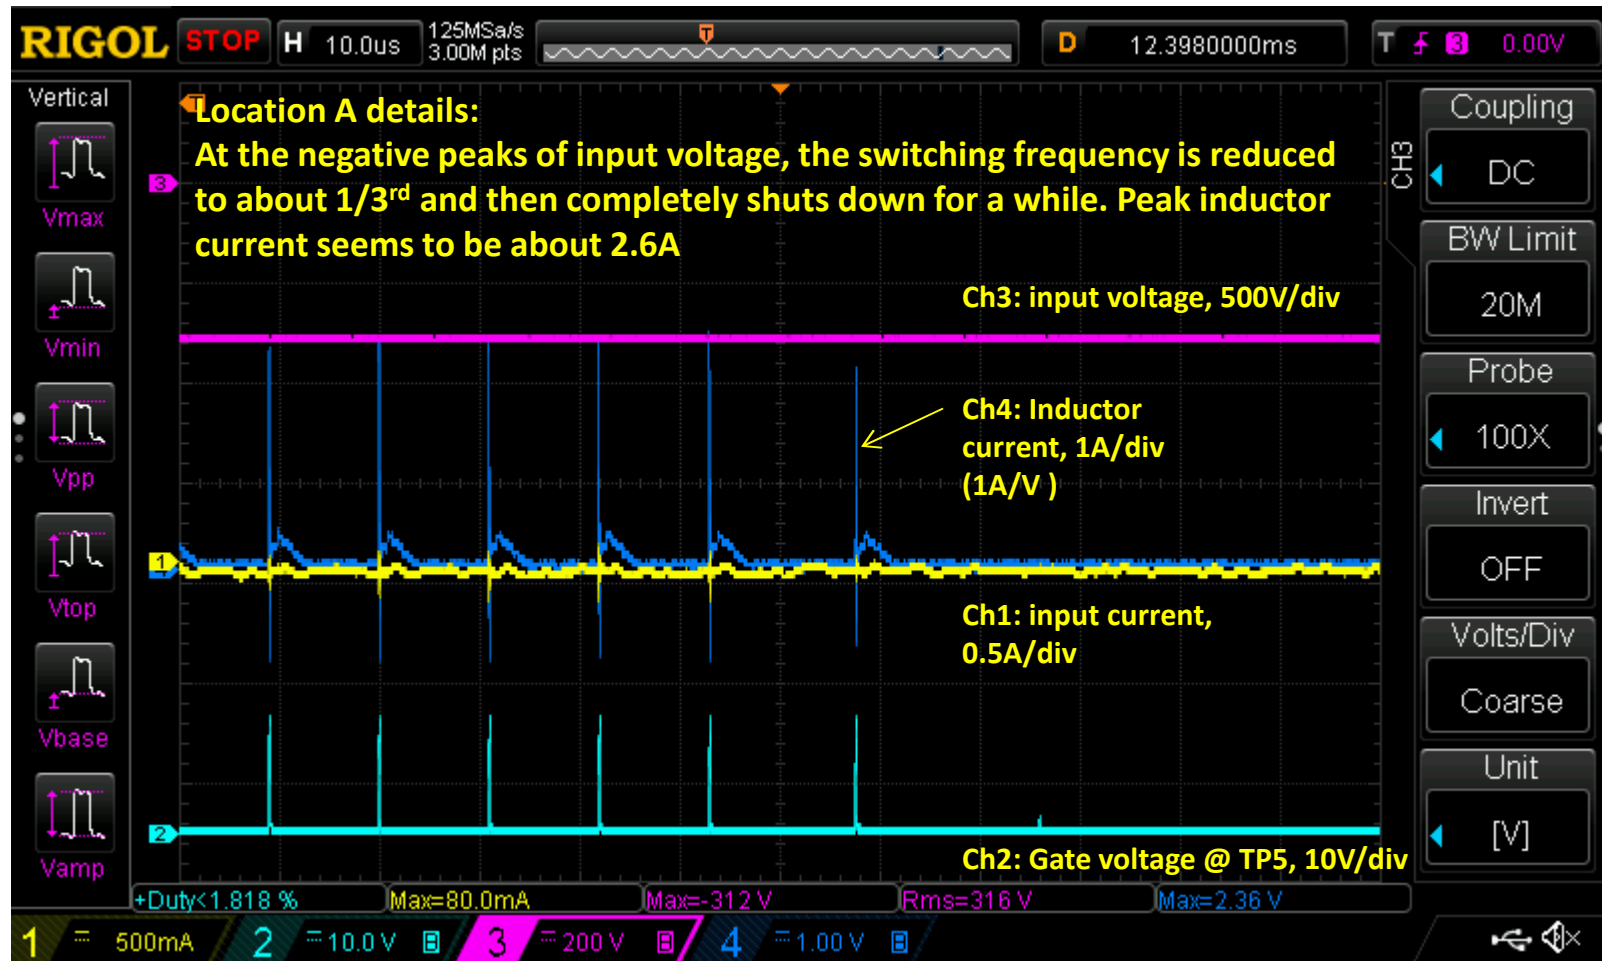 RIGOL STOP H 10.0us 125MSa/s 3.00M pts T D 12.3980000ms T 3 0.00V
Vertical
Vmax
Vmin
Vpp
Vtop
Vbase
Vamp
T
Location A details:
At the negative peaks of input voltage, the switching frequency is reduced
to about 1/3rd and then completely shuts down for a while. Peak inductor
current seems to be about 2.6A
3
Ch3: input voltage, 500V/div
Ch4: Inductor
current, 1A/div
(1A/V )
1
Ch1: input current,
0.5A/div
2
Ch2: Gate voltage @ TP5, 10V/div
CH3
Coupling
DC
BW Limit
20M
Probe
100X
Invert
OFF
Volts/Div
Coarse
Unit
[V]
+Duty<1.818 % Max=80.0mA Max=-312 V Rms=316 V Max=2.36 V
1 500mA 2 10.0 V B 3 200 V B 4 1.00 V B